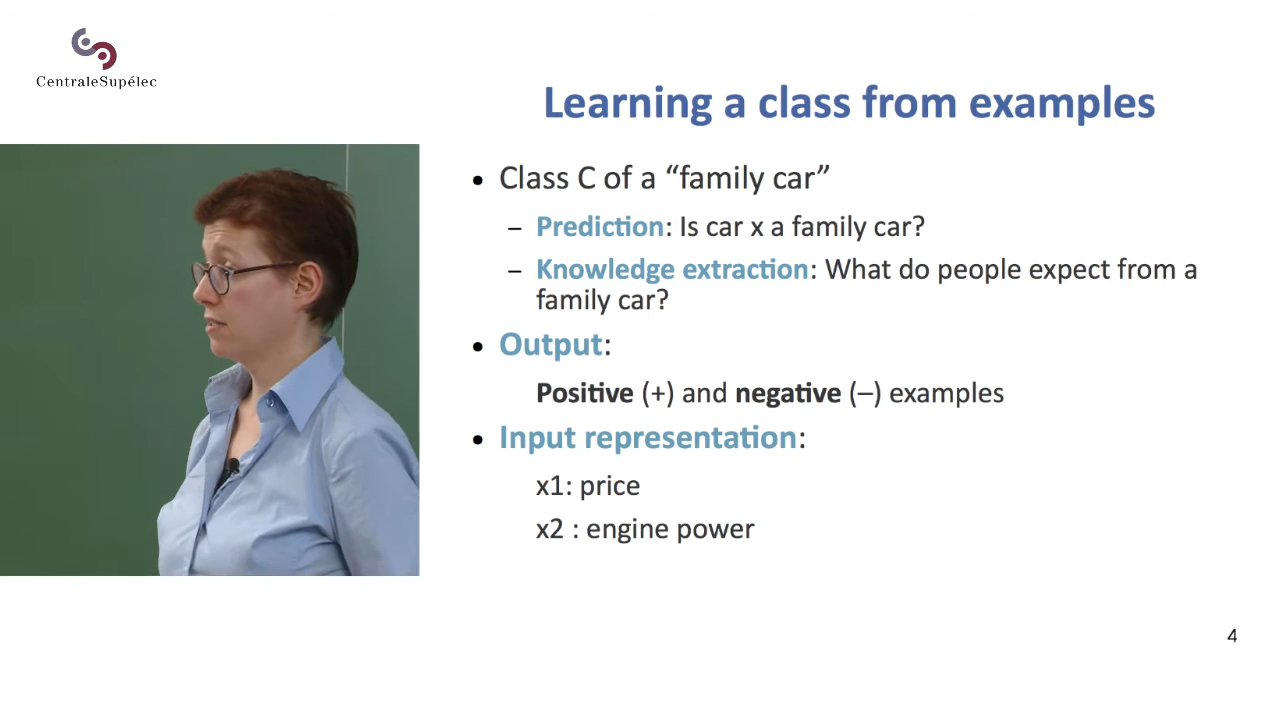 CentraleSupélec
Learning a class from examples
• Class C of a “family car”
– Prediction: Is car x a family car?
– Knowledge extraction: What do people expect from a
family car?
• Output:
Positive (+) and negative (–) examples
• Input representation:
x1: price
x2 : engine power
4